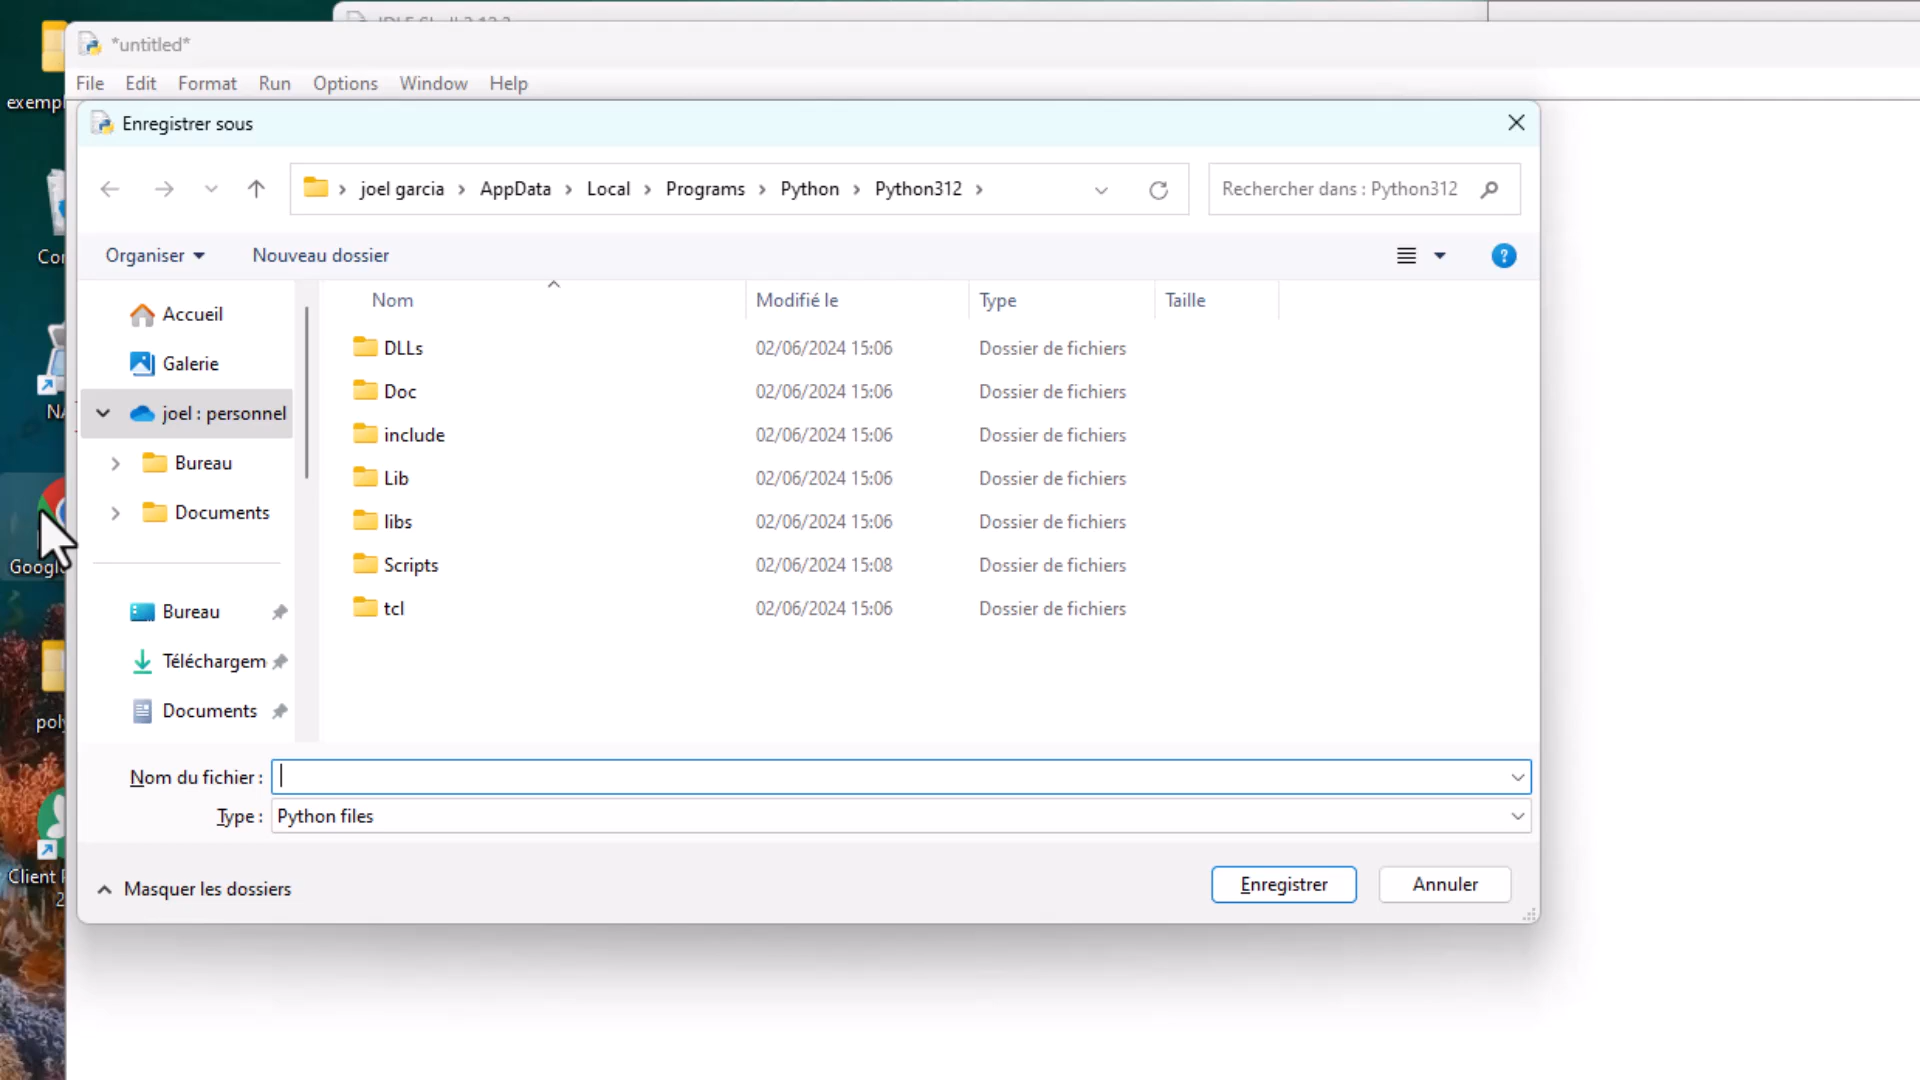 *untitled*
File Edit Format Run Options Window Help
Enregistrer sous
joel garcia AppData Local Programs Python Python312
Rechercher dans : Python312
Organiser Nouveau dossier
Accueil
Galerie
joel : personnel
Bureau
Documents
Bureau
Téléchargem
Documents
Nom Modifié le Type Taille
DLLs 02/06/2024 15:06 Dossier de fichiers
Doc 02/06/2024 15:06 Dossier de fichiers
include 02/06/2024 15:06 Dossier de fichiers
Lib 02/06/2024 15:06 Dossier de fichiers
libs 02/06/2024 15:06 Dossier de fichiers
Scripts 02/06/2024 15:08 Dossier de fichiers
tcl 02/06/2024 15:06 Dossier de fichiers
Nom du fichier :
Type : Python files
Masquer les dossiers
Enregistrer Annuler
exempl
Cor
NA
Google
poly
Client
2